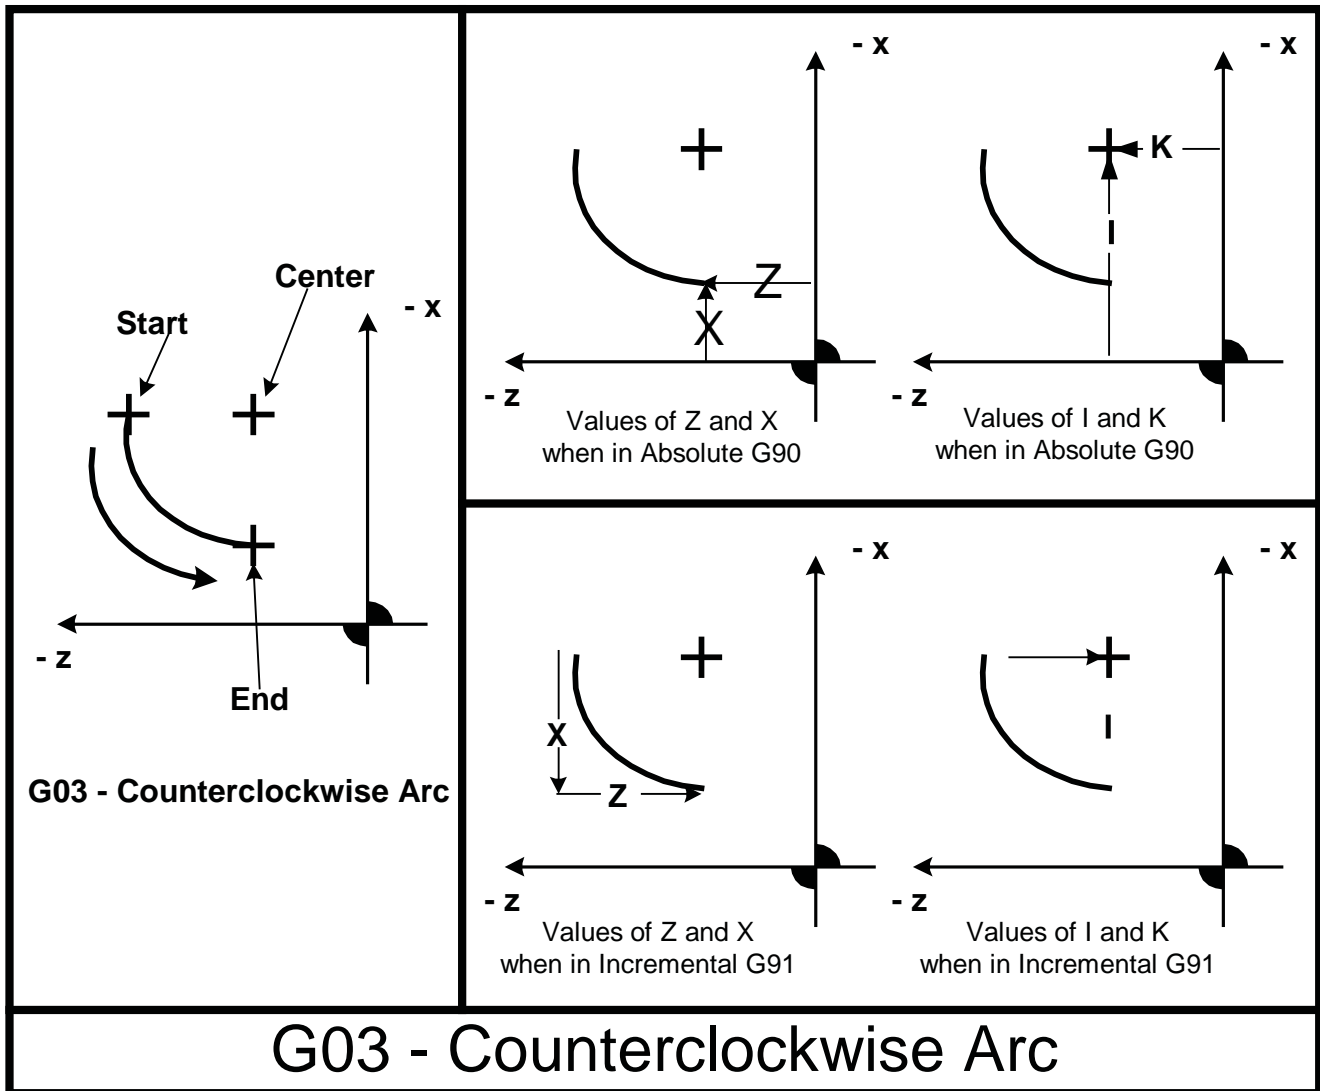 Center
Start
- x
- z
End
G03 - Counterclockwise Arc
- x
Z
X
- z
Values of Z and X
when in Absolute G90
- x
K
I
- z
Values of I and K
when in Absolute G90
- x
X
Z
- z
Values of Z and X
when in Incremental G91
- x
I
- z
Values of I and K
when in Incremental G91
G03 - Counterclockwise Arc